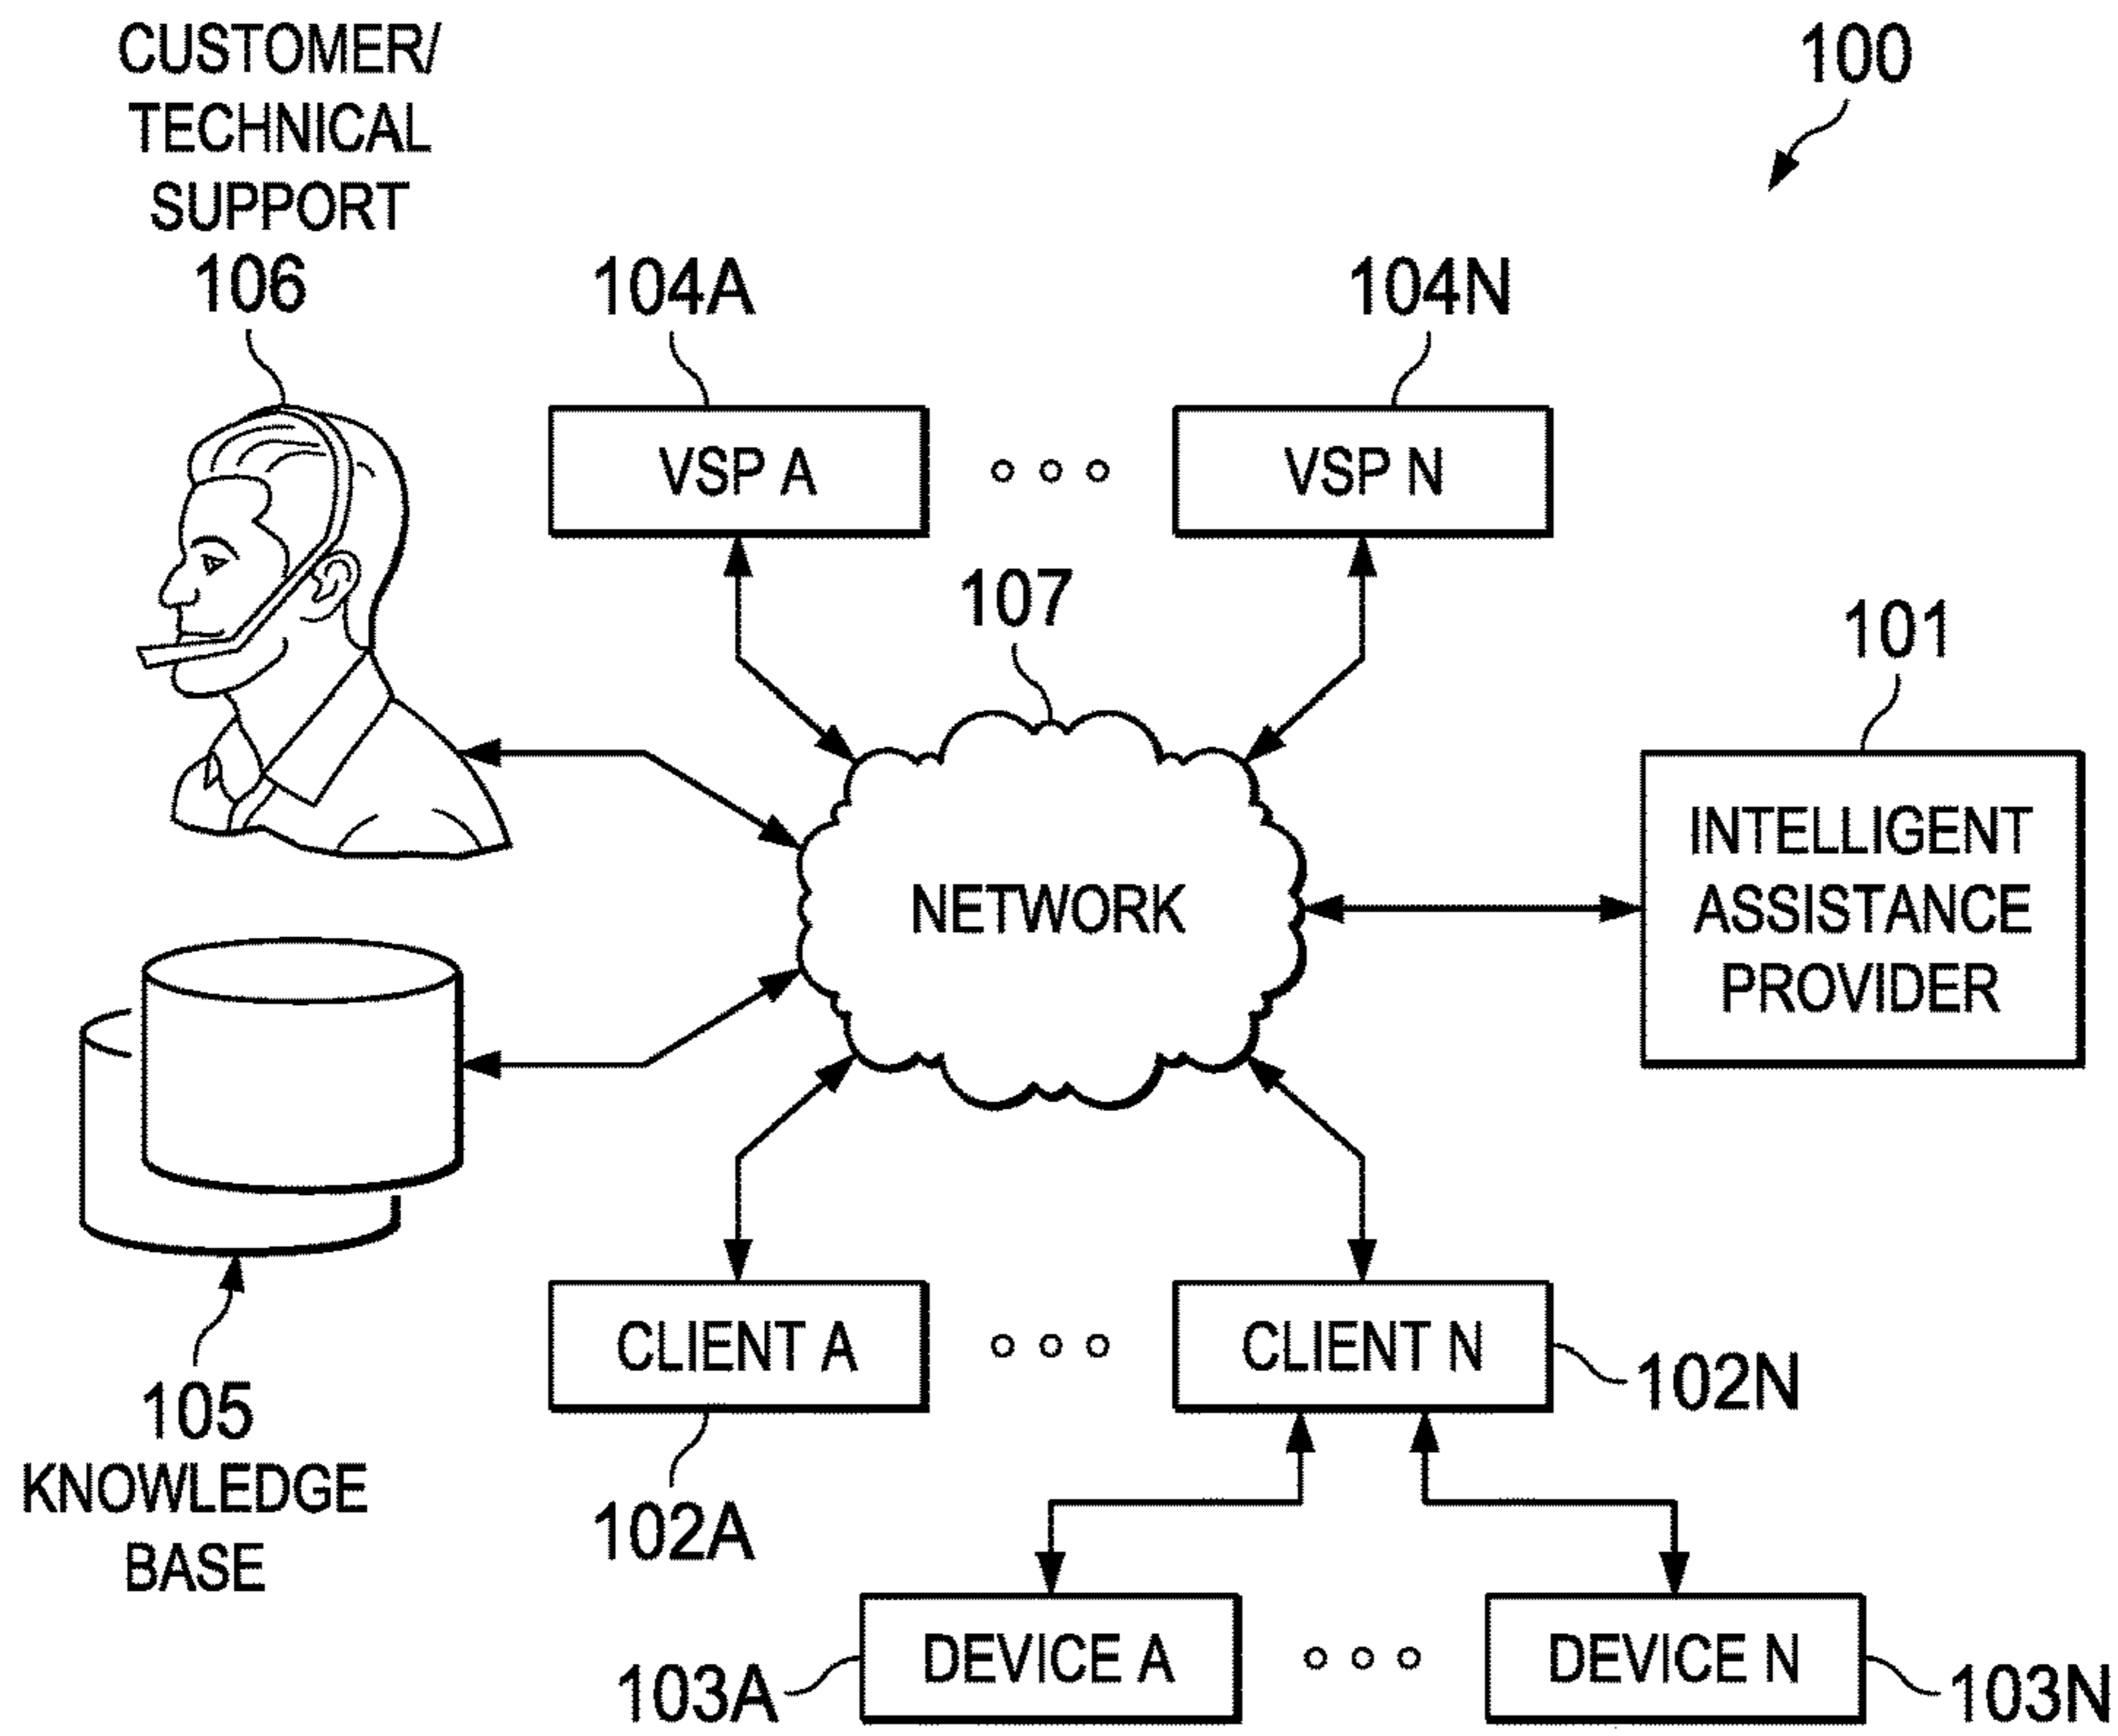 CUSTOMER/
TECHNICAL
SUPPORT
106
100
104A
104N
VSP A
VSP N
107
101
INTELLIGENT
ASSISTANCE
PROVIDER
NETWORK
CLIENT A
CLIENT N
102N
105
KNOWLEDGE
BASE
102A
DEVICE A
DEVICE N
103A
103N